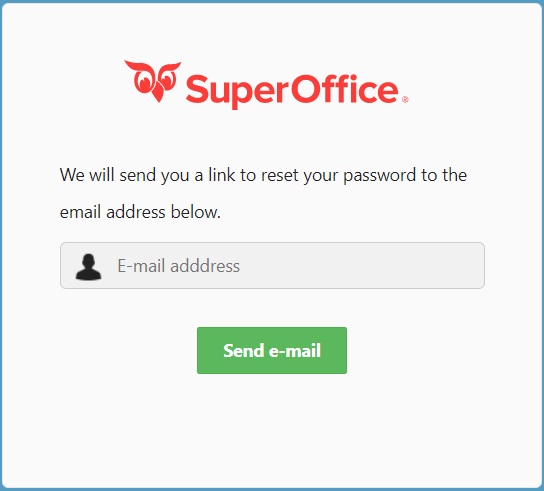 SuperOffice®
We will send you a link to reset your password to the
email address below.
E-mail adddress
Send e-mail